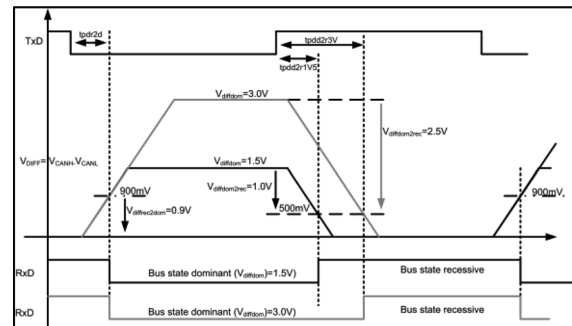 TxD
tpdr2d
tpdd2r3V
tpdd2r1V5
Vdiffdom=3.0V
Vdiffdom2rec=2.5V
VDIFF= VCANH-VCANL
Vdiffdom=1.5V
900mV
Vdiffdom2rec=1.0V
500mV
900mV
Vdiffrec2dom=0.9V
RxD
Bus state dominant (Vdiffdom)=1.5V)
Bus state recessive
RxD
Bus state dominant (Vdiffdom)=3.0V)
Bus state recessive